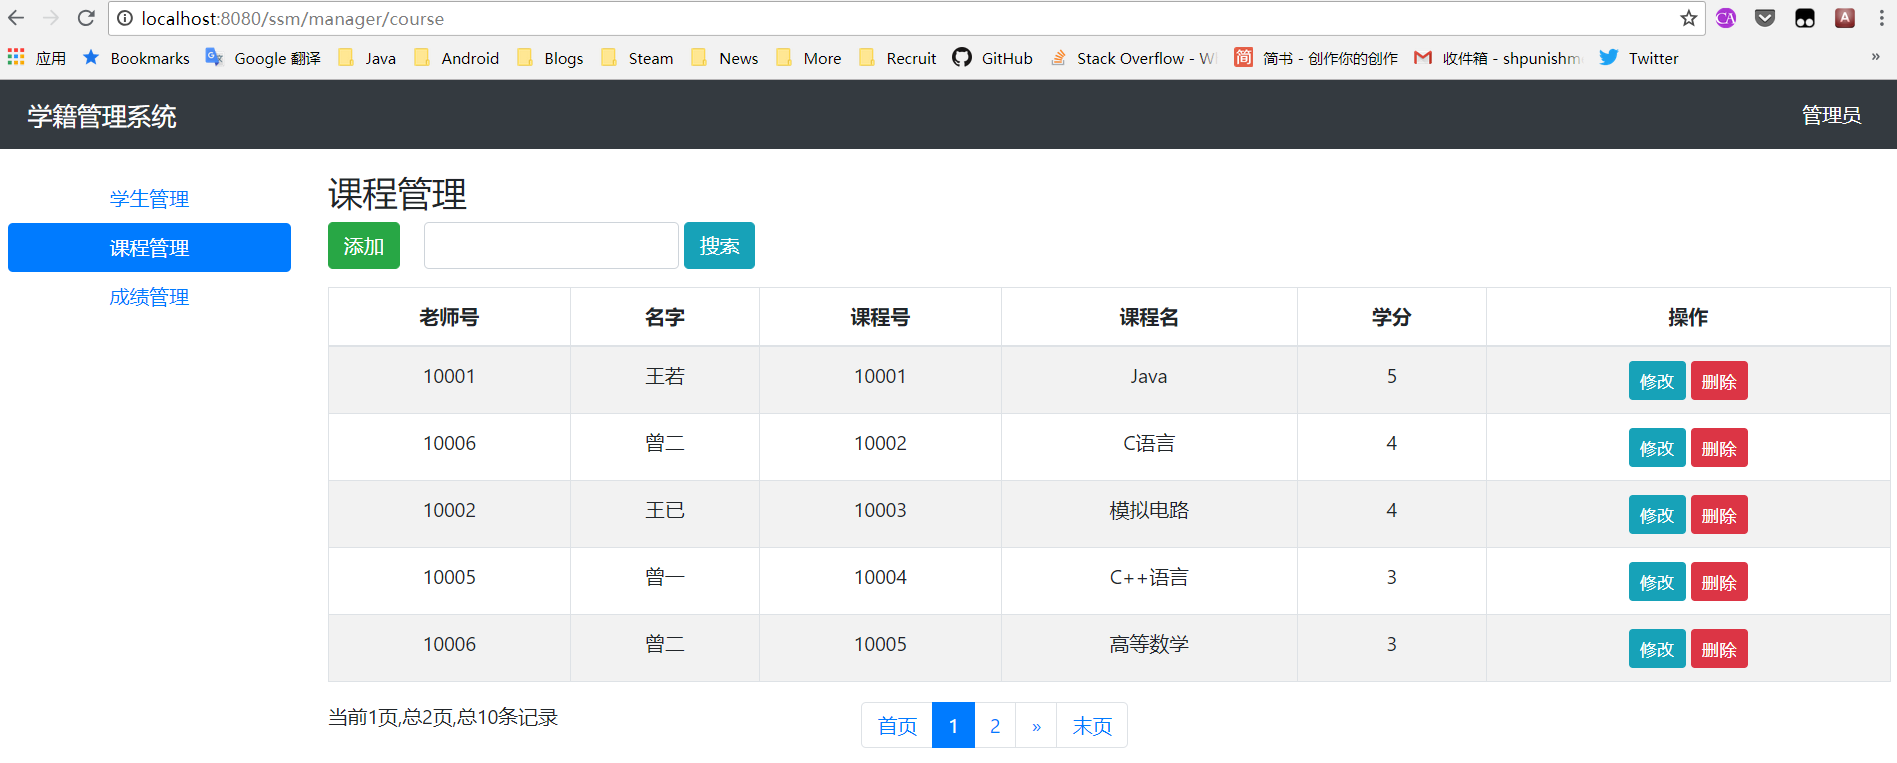 localhost:8080/ssm/manager/course
应用 Bookmarks Google 翻译 Java Android Blogs Steam News More Recruit GitHub Stack Overflow - W 简书 - 创作你的创作 收件箱 - shpunishm Twitter »
学籍管理系统 管理员
学生管理
课程管理
成绩管理
课程管理
添加 搜索
老师号 名字 课程号 课程名 学分 操作
10001 王若 10001 Java 5 修改 删除
10006 曾二 10002 C语言 4 修改 删除
10002 王已 10003 模拟电路 4 修改 删除
10005 曾一 10004 C++语言 3 修改 删除
10006 曾二 10005 高等数学 3 修改 删除
当前1页,总2页,总10条记录 首页 1 2 » 末页